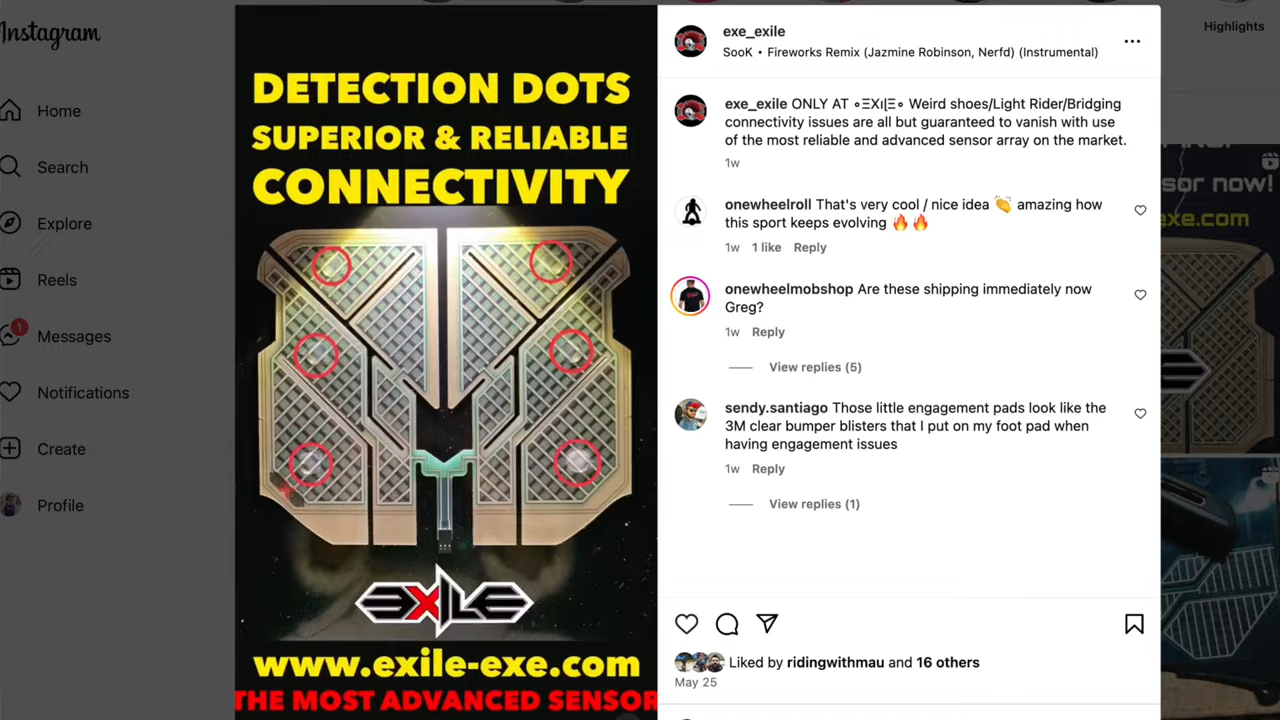 Instagram
Home
Search
Explore
Reels
1
Messages
Notifications
Create
Profile
DETECTION DOTS
SUPERIOR & RELIABLE
CONNECTIVITY
EXILE
www.exile-exe.com
THE MOST ADVANCED SENSOR
exe_exile
SooK • Fireworks Remix (Jazmine Robinson, Nerfd) (Instrumental)
exe_exile ONLY AT ∘ΞXıɭΞ∘ Weird shoes/Light Rider/Bridging
connectivity issues are all but guaranteed to vanish with use
of the most reliable and advanced sensor array on the market.
1w
onewheelroll That's very cool / nice idea 👏 amazing how
this sport keeps evolving 🔥🔥
1w 1 like Reply
onewheelmobshop Are these shipping immediately now
Greg?
1w Reply
View replies (5)
sendy.santiago Those little engagement pads look like the
3M clear bumper blisters that I put on my foot pad when
having engagement issues
1w Reply
View replies (1)
Liked by ridingwithmau and 16 others
May 25
Highlights
sor now!
exe.com